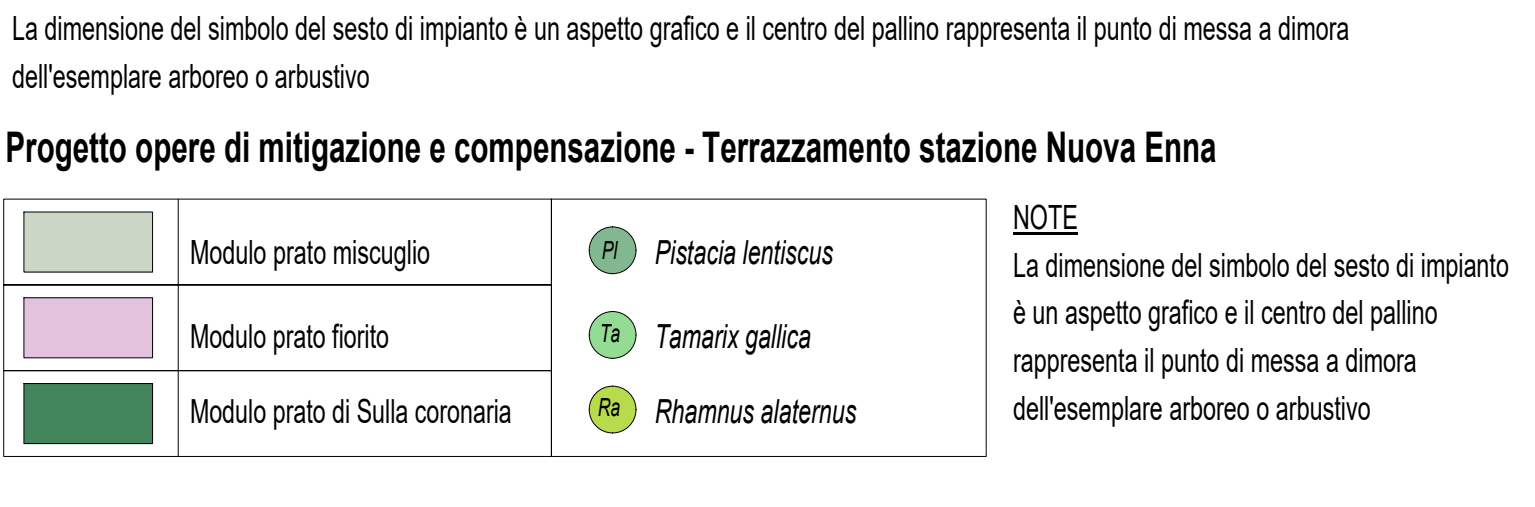 La dimensione del simbolo del sesto di impianto è un aspetto grafico e il centro del pallino rappresenta il punto di messa a dimora
dell'esemplare arboreo o arbustivo
Progetto opere di mitigazione e compensazione - Terrazzamento stazione Nuova Enna
Modulo prato miscuglio
Modulo prato fiorito
Modulo prato di Sulla coronaria
Pl Pistacia lentiscus
Ta Tamarix gallica
Ra Rhamnus alaternus
NOTE
La dimensione del simbolo del sesto di impianto
è un aspetto grafico e il centro del pallino
rappresenta il punto di messa a dimora
dell'esemplare arboreo o arbustivo